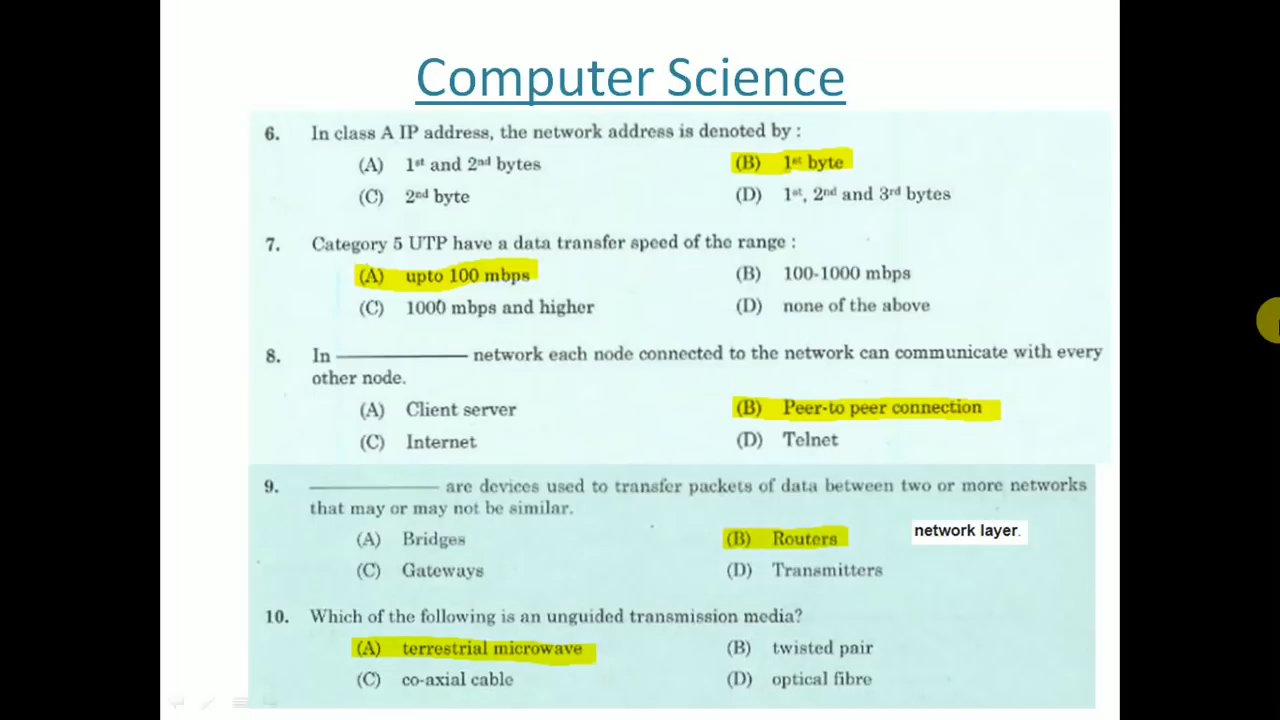 Computer Science
6. In class A IP address, the network address is denoted by :
(A) 1st and 2nd bytes (B) 1st byte
(C) 2nd byte (D) 1st, 2nd and 3rd bytes
7. Category 5 UTP have a data transfer speed of the range :
(A) upto 100 mbps (B) 100-1000 mbps
(C) 1000 mbps and higher (D) none of the above
8. In ____________ network each node connected to the network can communicate with every
other node.
(A) Client server (B) Peer-to peer connection
(C) Internet (D) Telnet
9. ____________ are devices used to transfer packets of data between two or more networks
that may or may not be similar.
(A) Bridges (B) Routers network layer.
(C) Gateways (D) Transmitters
10. Which of the following is an unguided transmission media?
(A) terrestrial microwave (B) twisted pair
(C) co-axial cable (D) optical fibre